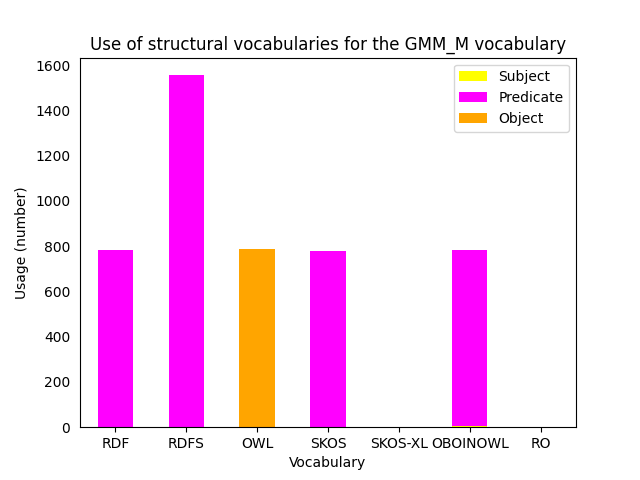 Use of structural vocabularies for the GMM_M vocabulary
Subject
Predicate
Object
1600
1400
1200
1000
800
600
400
200
0
Usage (number)
RDF RDFS OWL SKOS SKOS-XL OBOINOWL RO
Vocabulary